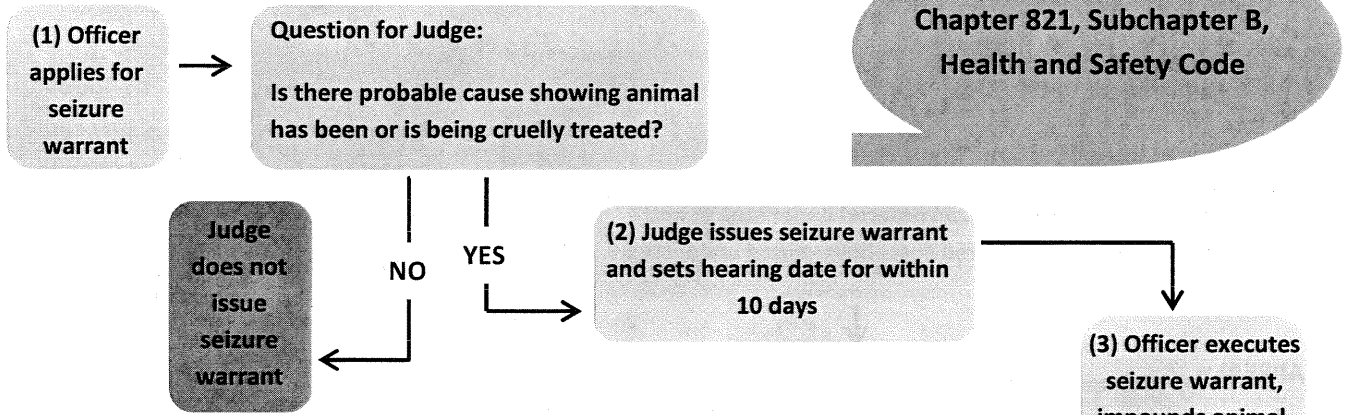 (1) Officer
applies for
seizure
warrant
Question for Judge:
Is there probable cause showing animal
has been or is being cruelly treated?
Chapter 821, Subchapter B,
Health and Safety Code
Judge
does not
issue
seizure
warrant
NO
YES
(2) Judge issues seizure warrant
and sets hearing date for within
10 days
(3) Officer executes
seizure warrant,
impounds animal